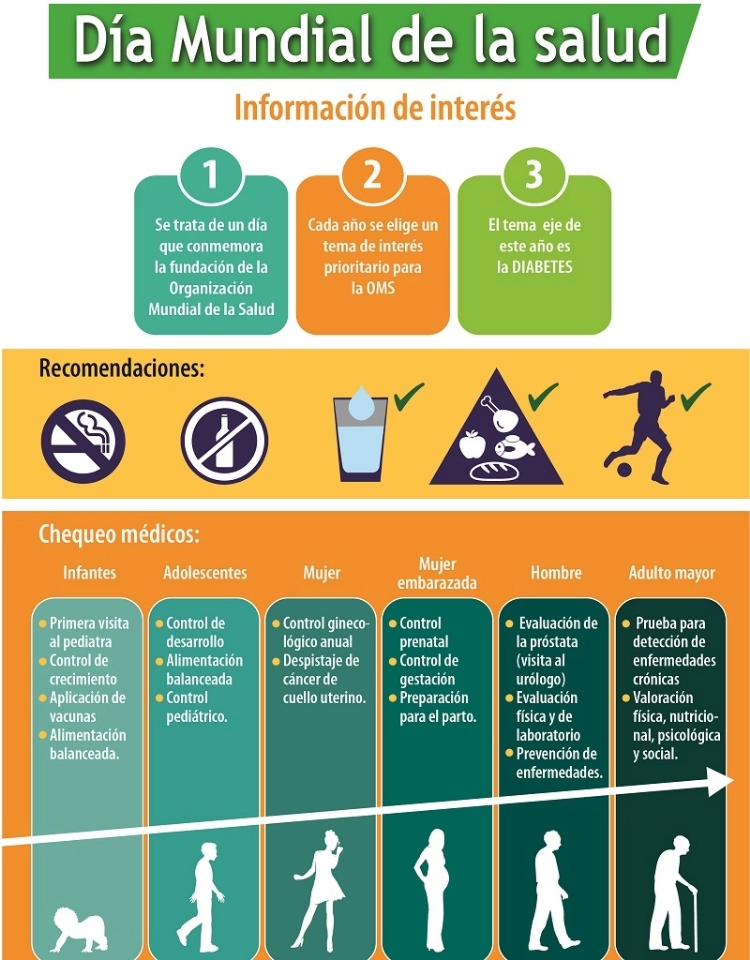 Día Mundial de la salud
Información de interés
1
Se trata de un día
que conmemora
la fundación de la
Organización
Mundial de la Salud
2
Cada año se elige un
tema de interés
prioritario para
la OMS
3
El tema eje de
este año es
la DIABETES
Recomendaciones:
Chequeo médicos:
Infantes
Primera visita
al pediatra
Control de
crecimiento
Aplicación de
vacunas
Alimentación
balanceada.
Adolescentes
Control de
desarrollo
Alimentación
balanceada
Control
pediátrico.
Mujer
Control gineco-
lógico anual
Despistaje de
cáncer de
cuello uterino.
Mujer
embarazada
Control
prenatal
Control de
gestación
Preparación
para el parto.
Hombre
Evaluación de
la próstata
(visita al
urólogo)
Evaluación
física y de
laboratorio
Prevención de
enfermedades.
Adulto mayor
Prueba para
detección de
enfermedades
crónicas
Valoración
física, nutricio-
nal, psicológica
y social.